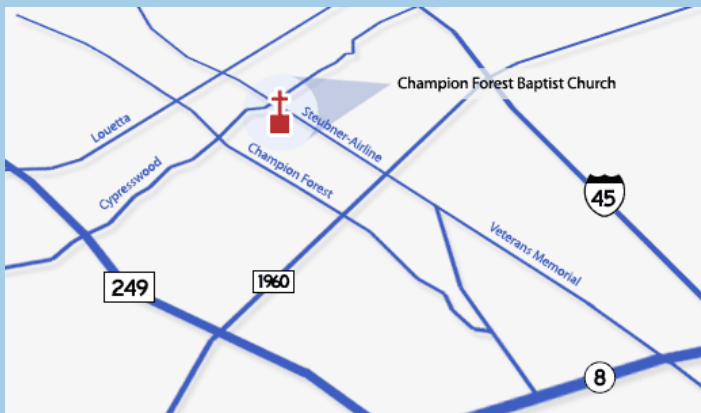 Champion Forest Baptist Church
Louetta
Steubner-Airline
Cypresswood
Champion Forest
45
Veterans Memorial
249
1960
8